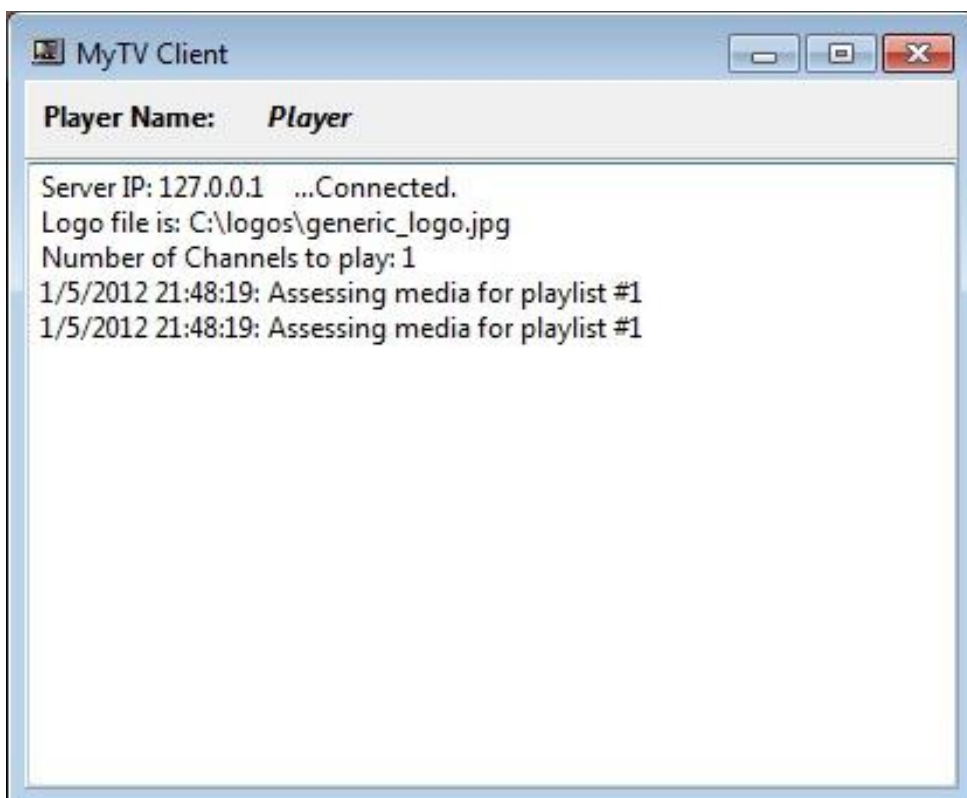 MyTV Client
Player Name: Player
Server IP: 127.0.0.1 ...Connected.
Logo file is: C:\logos\generic_logo.jpg
Number of Channels to play: 1
1/5/2012 21:48:19: Assessing media for playlist #1
1/5/2012 21:48:19: Assessing media for playlist #1